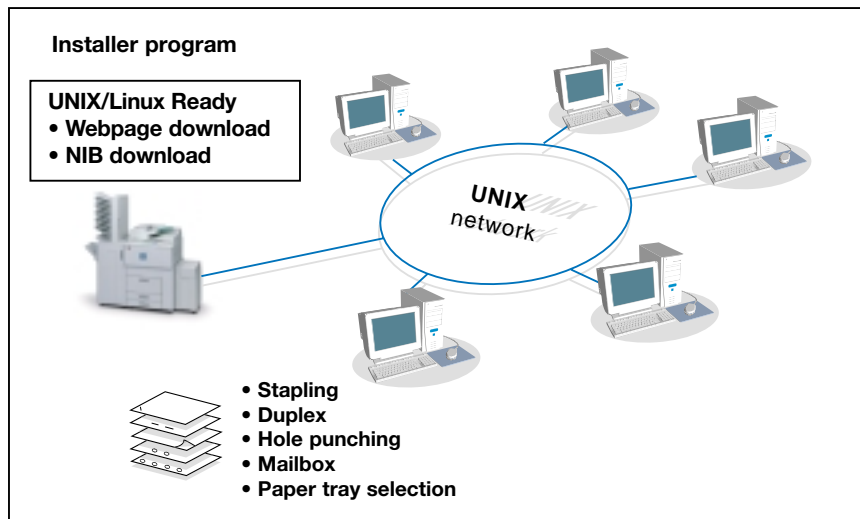 Installer program
UNIX/Linux Ready
• Webpage download
• NIB download
UNIX
network
• Stapling
• Duplex
• Hole punching
• Mailbox
• Paper tray selection